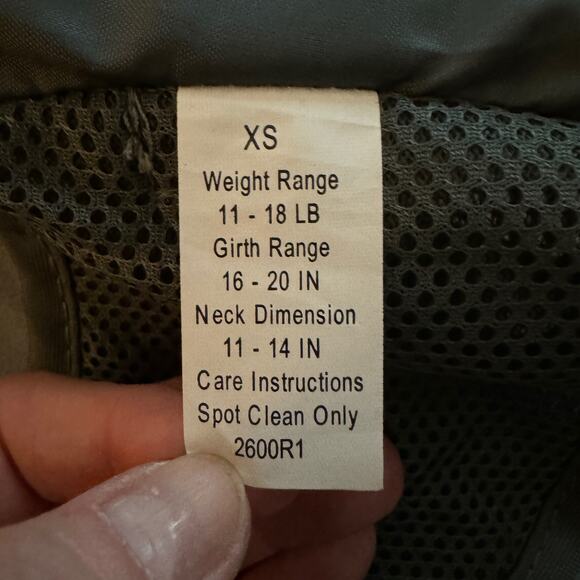 XS
Weight Range
11 - 18 LB
Girth Range
16 - 20 IN
Neck Dimension
11 - 14 IN
Care Instructions
Spot Clean Only
2600R1